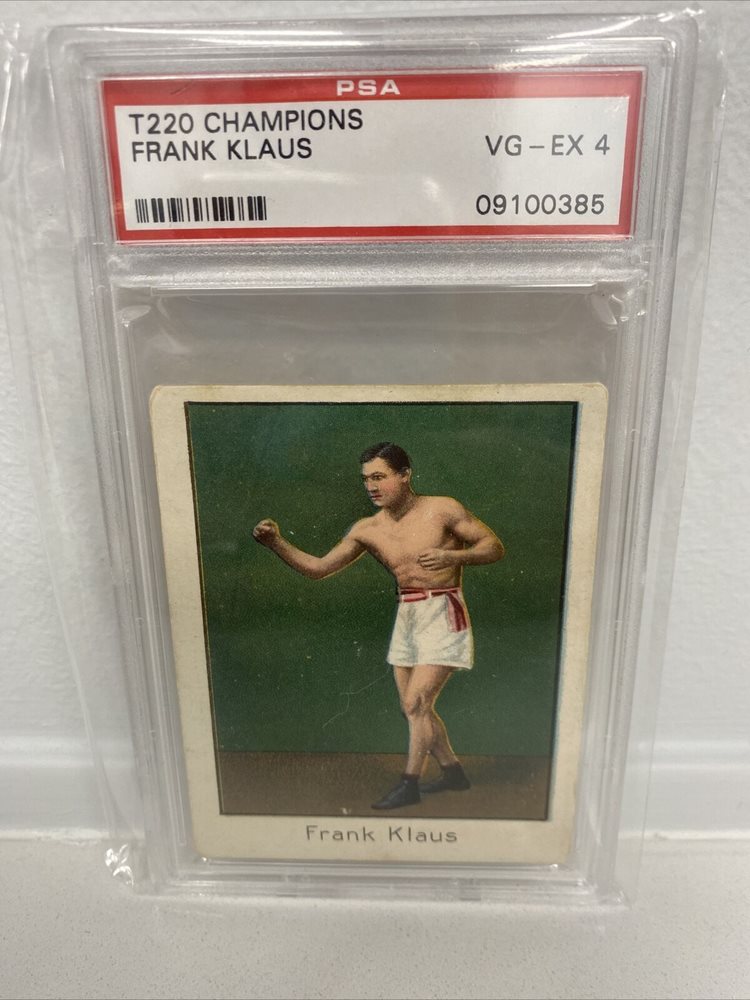 PSA
T220 CHAMPIONS
FRANK KLAUS
VG-EX 4
09100385
Frank Klaus